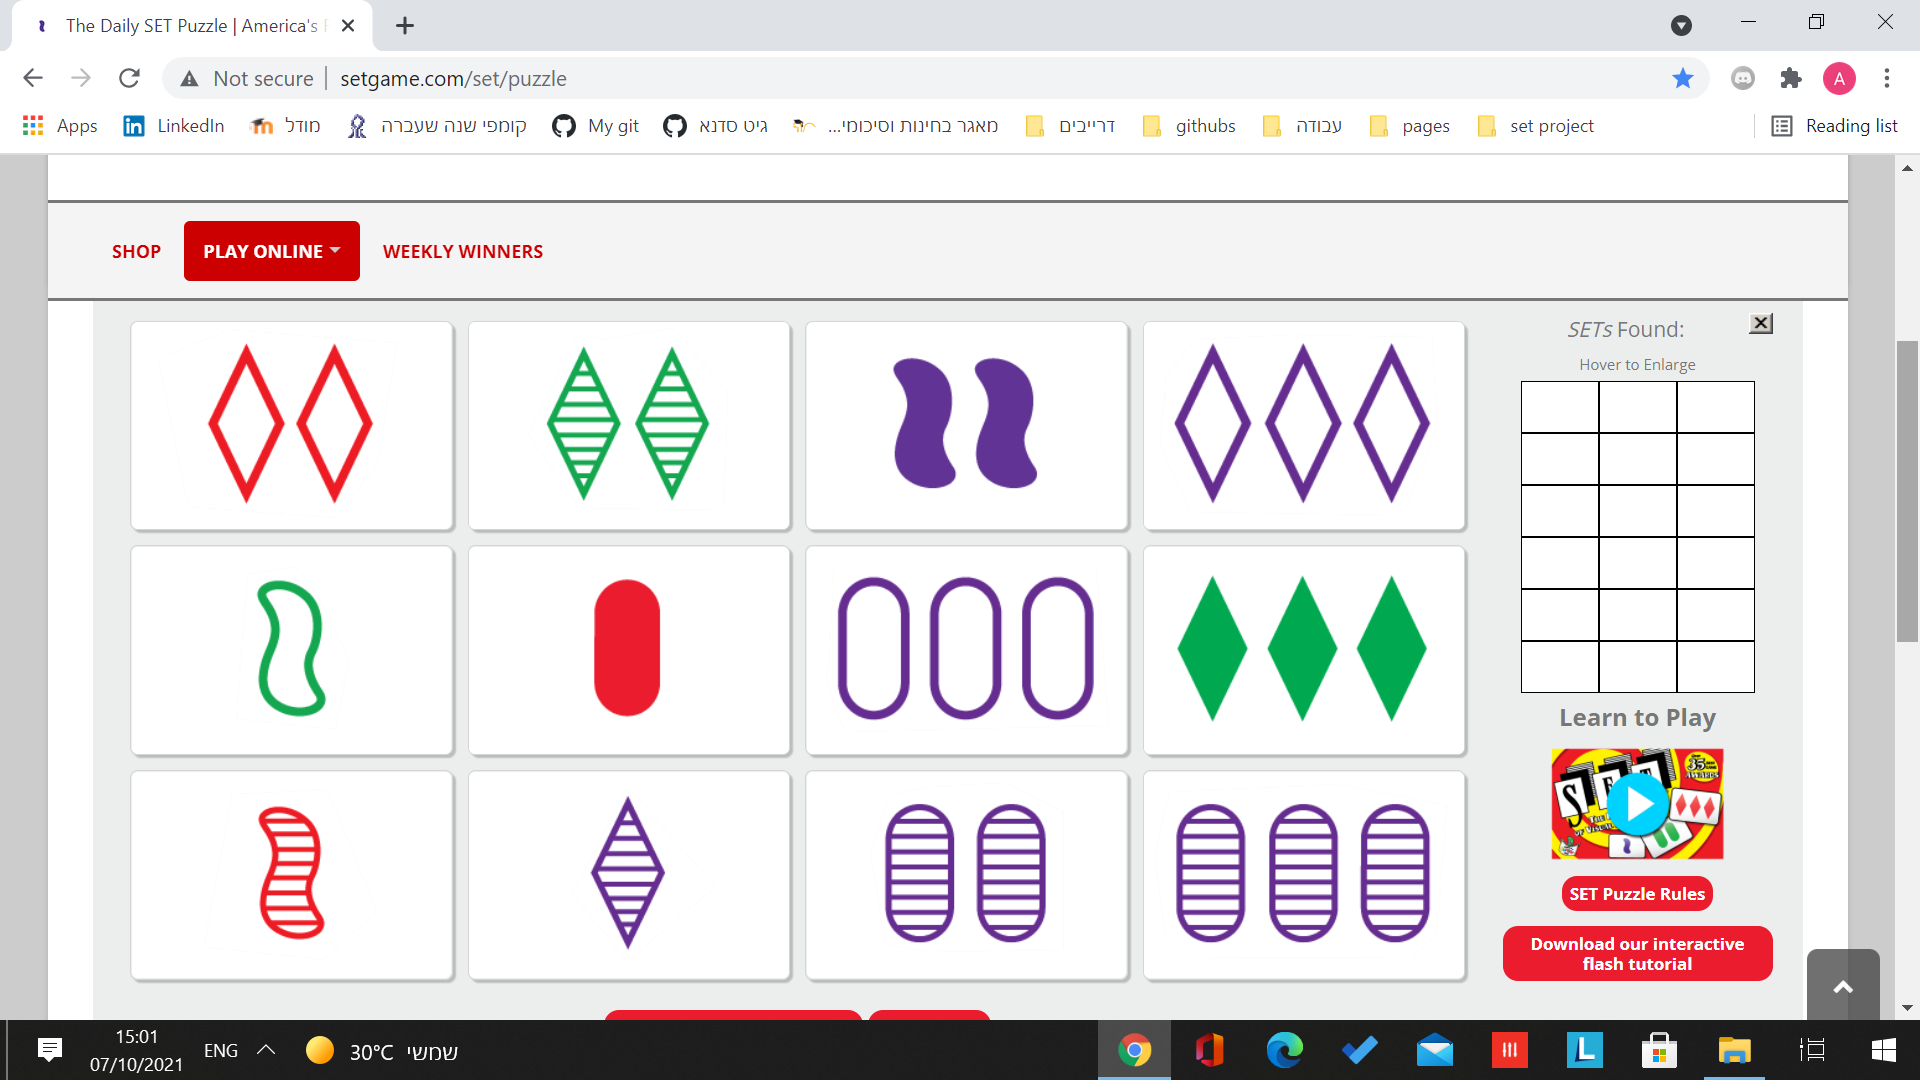 The Daily SET Puzzle | America's
Not secure | setgame.com/set/puzzle
A
Apps LinkedIn מודל קומפי שנה שעברה My git גיט סדנא מאגר בחינות וסיכומי... דרייבים githubs עבודה pages set project Reading list
SHOP PLAY ONLINE WEEKLY WINNERS
SETs Found:
Hover to Enlarge
Learn to Play
SET
SET Puzzle Rules
Download our interactive
flash tutorial
15:01
07/10/2021
ENG
30°C שמשי